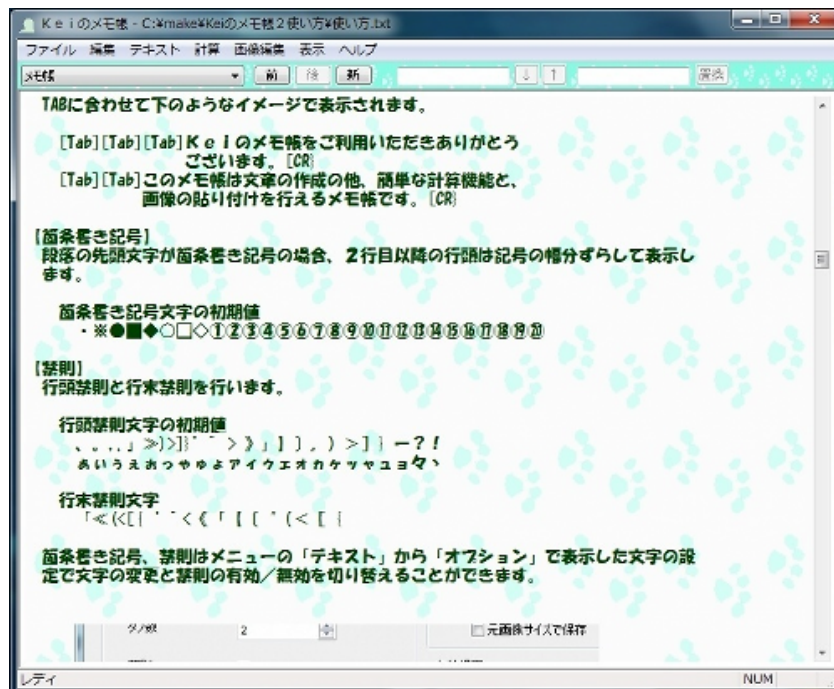 Ｋｅｉのメモ帳 - C:¥make¥Keiのメモ帳２使い方¥使い方.txt
ファイル 編集 テキスト 計算 画像編集 表示 ヘルプ
メモ帳 前 後 新 ↓ ↑ 置換
TABに合わせて下のようなイメージで表示されます。
[Tab][Tab][Tab]Ｋｅｉのメモ帳をご利用いただきありがとう
ございます。[CR]
[Tab][Tab]このメモ帳は文章の作成の他、簡単な計算機能と、
画像の貼り付けを行えるメモ帳です。[CR]
[箇条書き記号]
段落の先頭文字が箇条書き記号の場合、２行目以降の行頭は記号の幅分ずらして表示し
ます。
箇条書き記号文字の初期値
・※●■◆○□◇①②③④⑤⑥⑦⑧⑨⑩⑪⑫⑬⑭⑮⑯⑰⑱⑲⑳
[禁則]
行頭禁則と行末禁則を行います。
行頭禁則文字の初期値
ぁぃぅぇぉっゃゅょァィゥェォヵヶッャュョ々ヽ
行末禁則文字
箇条書き記号、禁則はメニューの「テキスト」から「オプション」で表示した文字の設
定で文字の変更と禁則の有効／無効を切り替えることができます。
2 元画像サイズで保存
レディ NUM